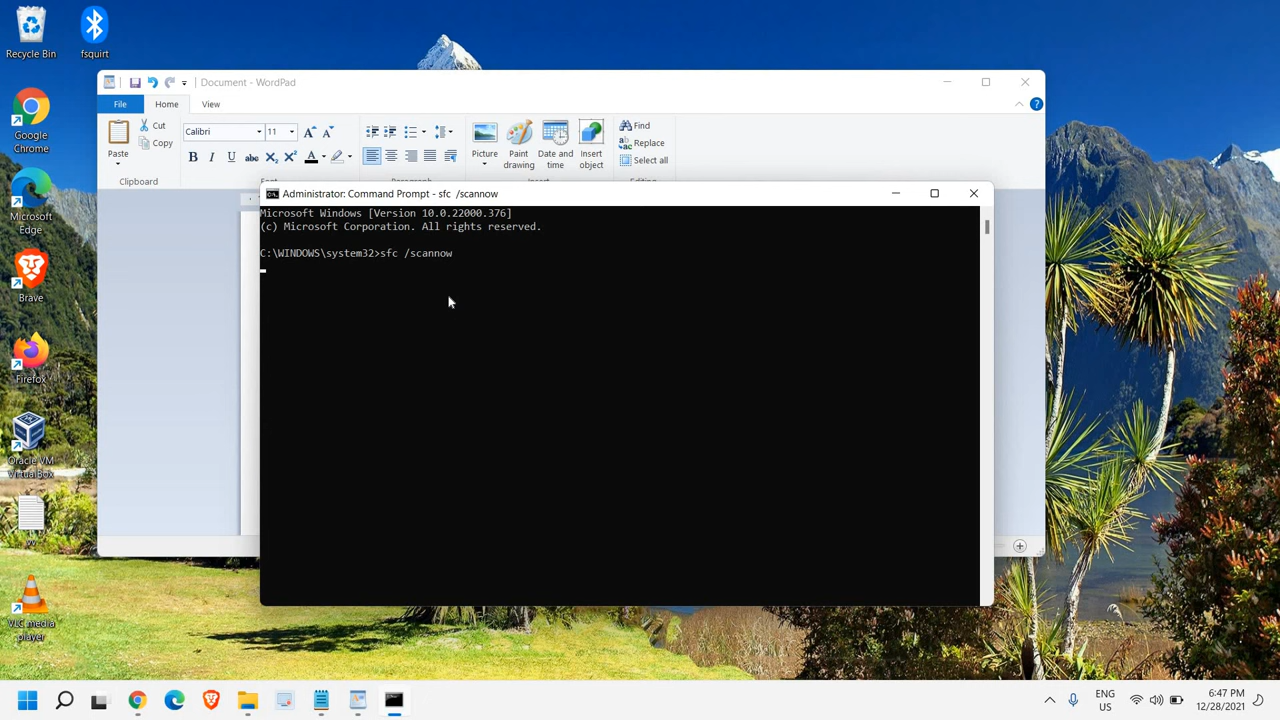 Recycle Bin
fsquirt
Google
Chrome
Microsoft
Edge
Brave
Firefox
Oracle VM
VirtualBox
VLC media
player
Document - WordPad
File
Home
View
Paste
Cut
Copy
Clipboard
Calibri
11
B I U abc X₂ X² A
Picture
Paint
drawing
Date and
time
Insert
object
Find
Replace
Select all
Administrator: Command Prompt - sfc /scannow
Microsoft Windows [Version 10.0.22000.376]
(c) Microsoft Corporation. All rights reserved.
C:\WINDOWS\system32>sfc /scannow
ENG
US
6:47 PM
12/28/2021